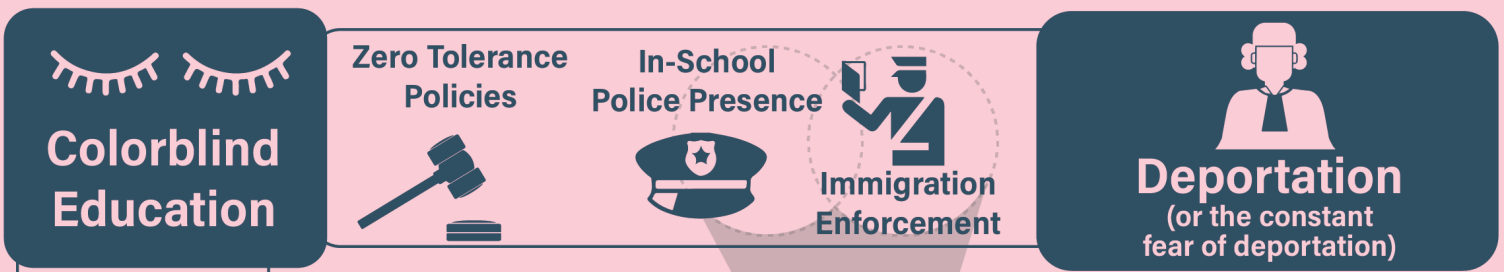 Colorblind
Education
Zero Tolerance
Policies
In-School
Police Presence
Immigration
Enforcement
Deportation
(or the constant
fear of deportation)